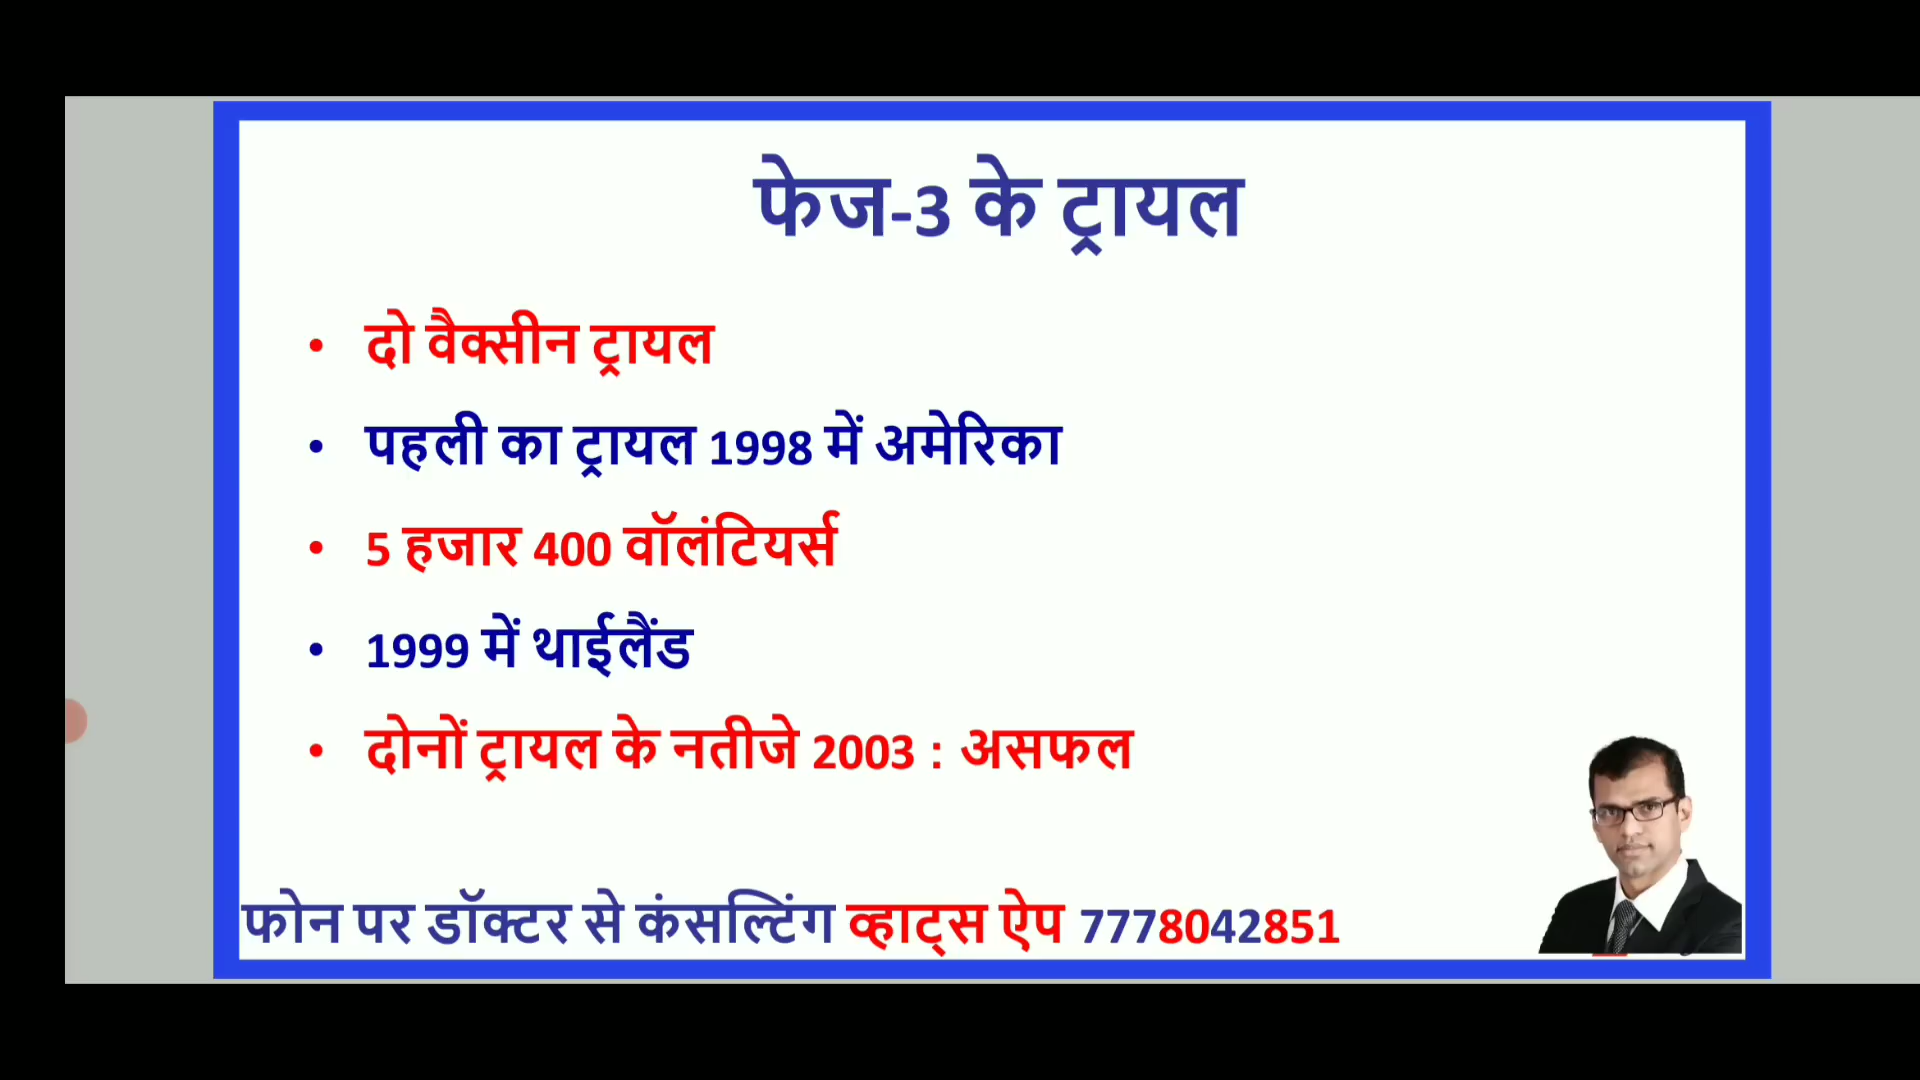 फेज-3 के ट्रायल
• दो वैक्सीन ट्रायल
• पहली का ट्रायल 1998 में अमेरिका
• 5 हजार 400 वॉलंटियर्स
• 1999 में थाईलैंड
• दोनों ट्रायल के नतीजे 2003 : असफल
फोन पर डॉक्टर से कंसल्टिंग व्हाट्स ऐप 7778042851